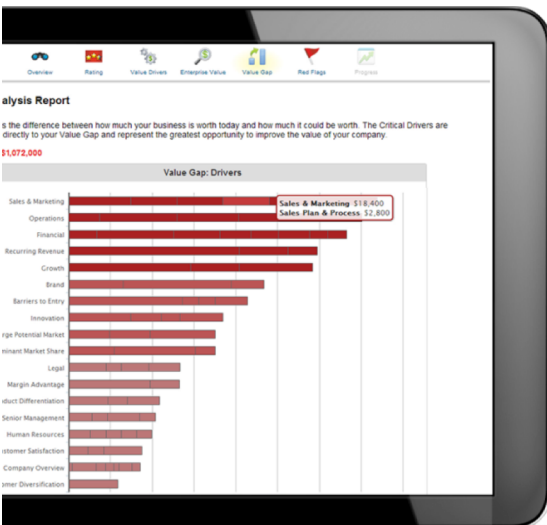 Overview Rating Value Drivers Enterprise Value Value Gap Red Flags Progress
alysis Report
s the difference between how much your business is worth today and how much it could be worth. The Critical Drivers are
directly to your Value Gap and represent the greatest opportunity to improve the value of your company.
$1,072,000
Value Gap: Drivers
Sales & Marketing
Sales & Marketing $18,400
Sales Plan & Process $2,800
Operations
Financial
Recurring Revenue
Growth
Brand
Barriers to Entry
Innovation
rge Potential Market
minant Market Share
Legal
Margin Advantage
duct Differentiation
Senior Management
Human Resources
ustomer Satisfaction
Company Overview
omer Diversification